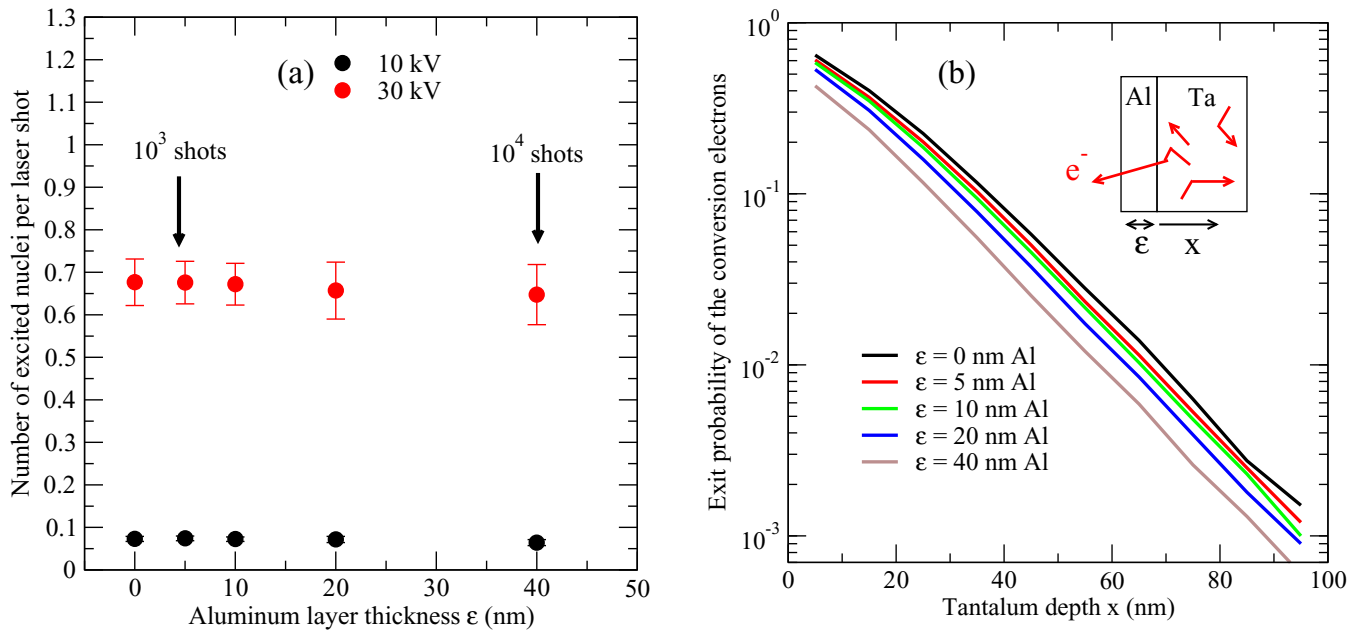 (a)
10 kV
30 kV
10³ shots
10⁴ shots
1.3
1.2
1.1
1
0.9
0.8
0.7
0.6
0.5
0.4
0.3
0.2
0.1
0
0 10 20 30 40 50
Number of excited nuclei per laser shot
Aluminum layer thickness ε (nm)
(b)
Al Ta
e⁻
ε x
ε = 0 nm Al
ε = 5 nm Al
ε = 10 nm Al
ε = 20 nm Al
ε = 40 nm Al
10⁰
10⁻¹
10⁻²
10⁻³
0 20 40 60 80 100
Exit probability of the conversion electrons
Tantalum depth x (nm)